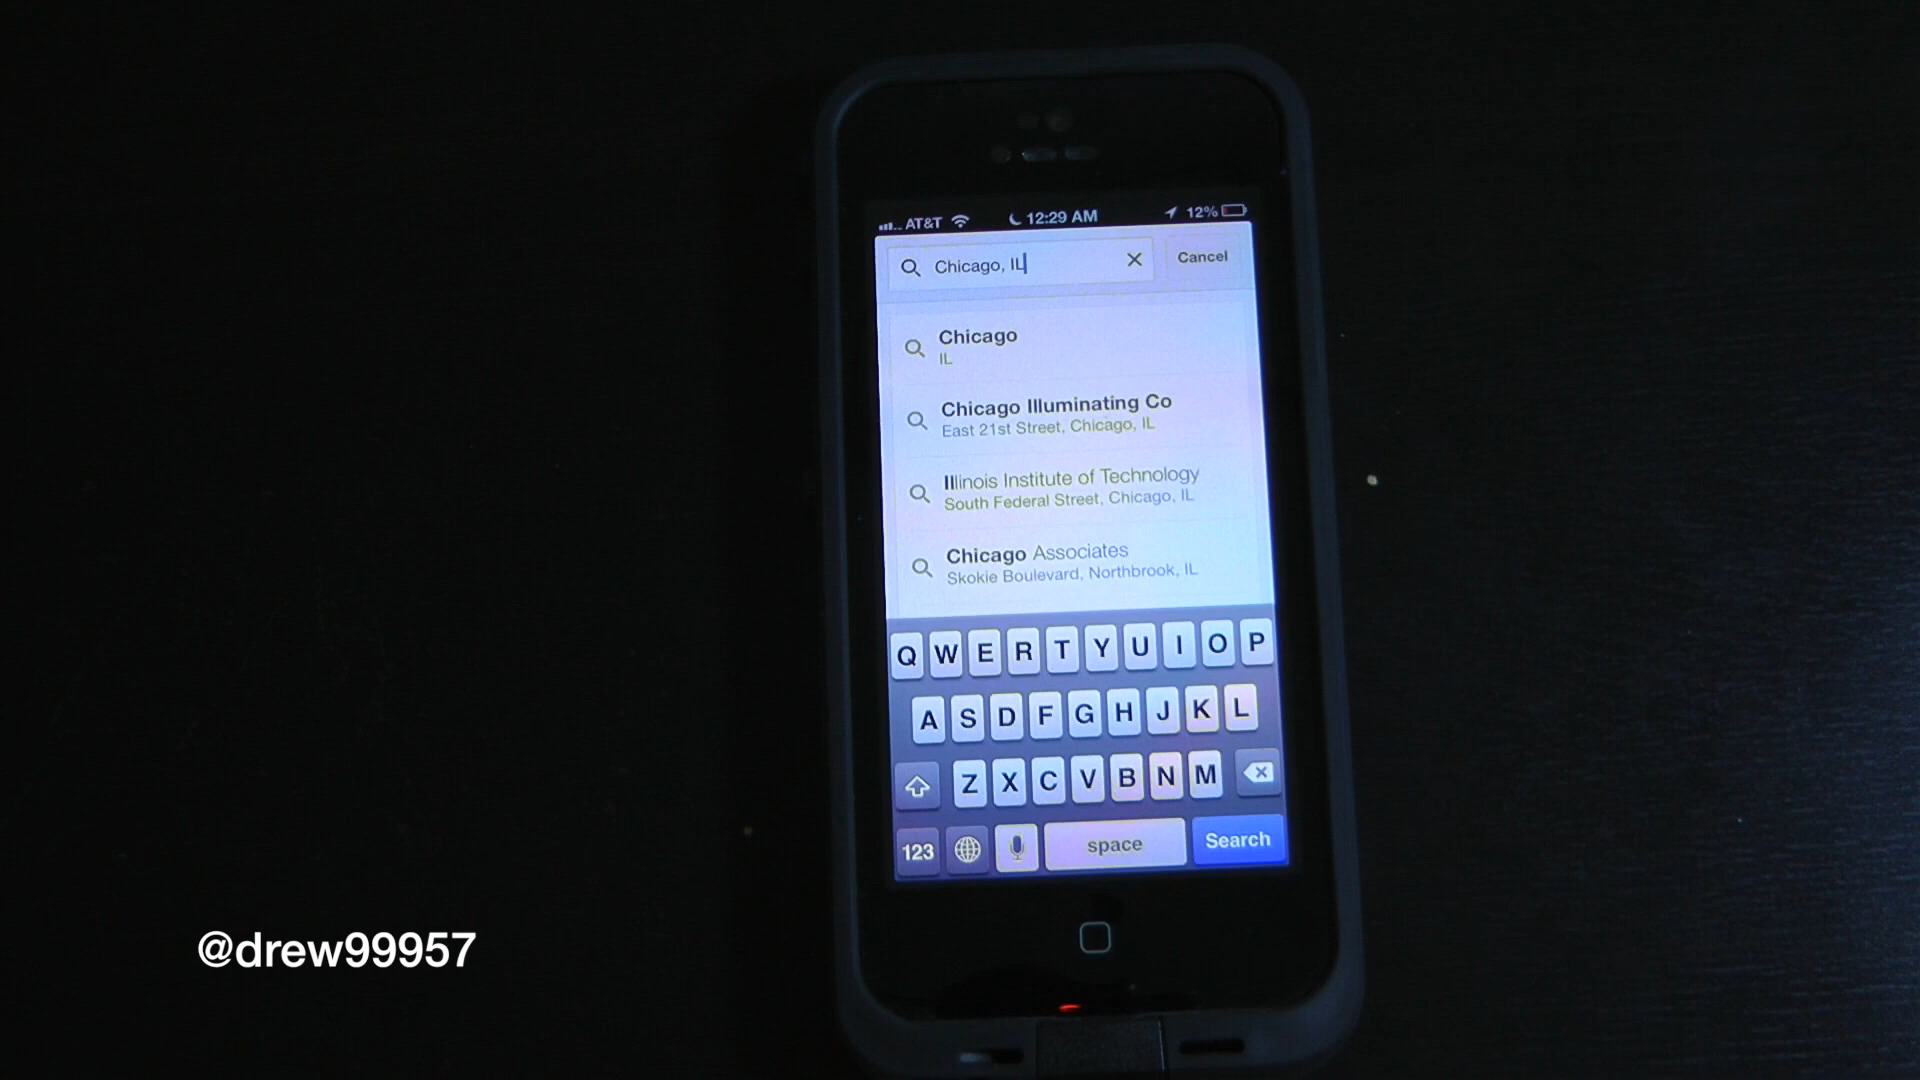 AT&T 12:29 AM 12%
Chicago, IL Cancel
Chicago
IL
Chicago Illuminating Co
East 21st Street, Chicago, IL
Illinois Institute of Technology
South Federal Street, Chicago, IL
Chicago Associates
Skokie Boulevard, Northbrook, IL
Q W E R T Y U I O P
A S D F G H J K L
Z X C V B N M
123 space Search
@drew99957